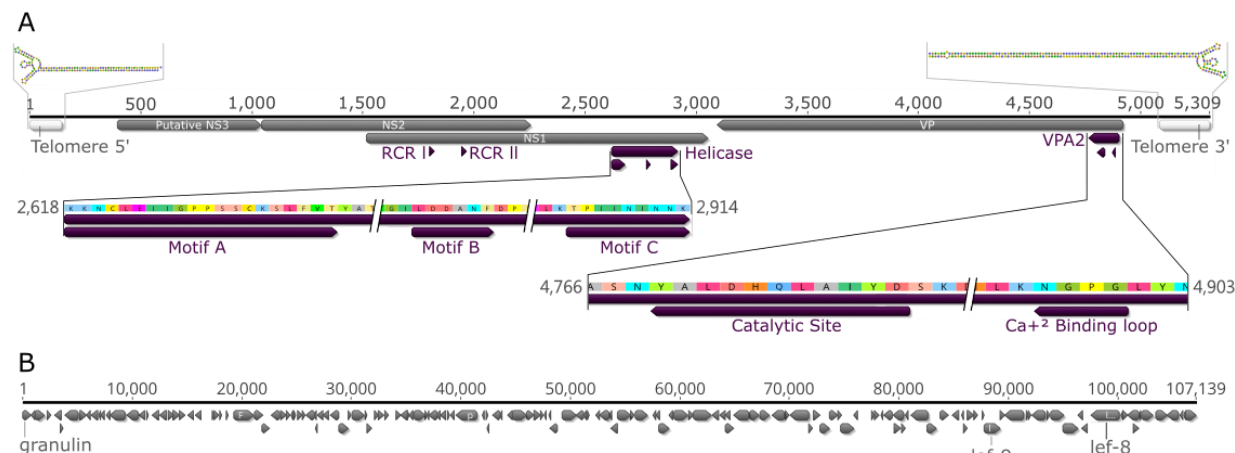 A
1 500 1,000 1,500 2,000 2,500 3,000 3,500 4,000 4,500 5,000 5,309
Putative NS3 NS2 VP
Telomere 5' NS1 VPA2 Telomere 3'
RCR I RCR II Helicase
2,618 K K N C L T I I G P P S S C K S L F V T Y A T G I L D D A N F D P L K T P I I N I N N K 2,914
Motif A Motif B Motif C
4,766 A S N Y A L D H Q L A I Y D S K L K N G P G L Y N 4,903
Catalytic Site Ca+² Binding loop
B
1 10,000 20,000 30,000 40,000 50,000 60,000 70,000 80,000 90,000 100,000 107,139
F p L...
granulin lef-8